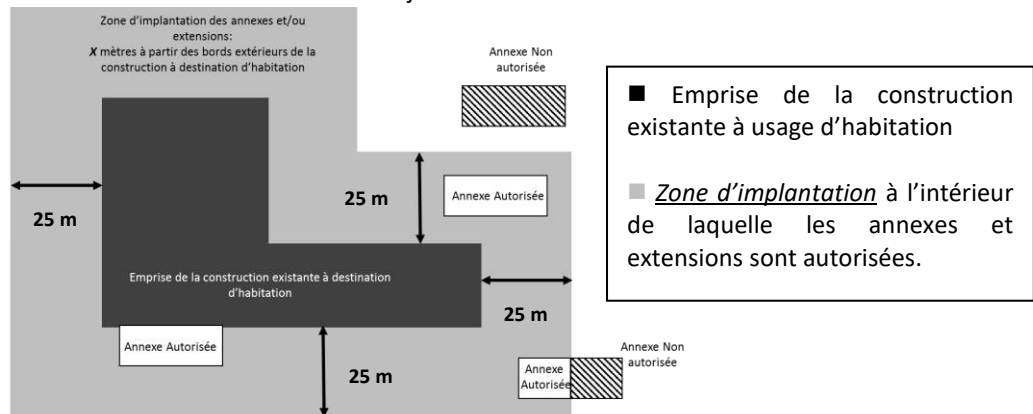 Zone d'implantation des annexes et/ou
extensions:
X mètres à partir des bords extérieurs de la
construction à destination d'habitation
Annexe Non
autorisée
25 m
25 m
Annexe Autorisée
Emprise de la construction existante à destination
d'habitation
25 m
Annexe Autorisée
25 m
Annexe
Autorisée
Annexe Non
autorisée
■ Emprise de la construction
existante à usage d'habitation
■ Zone d'implantation à l'intérieur
de laquelle les annexes et
extensions sont autorisées.